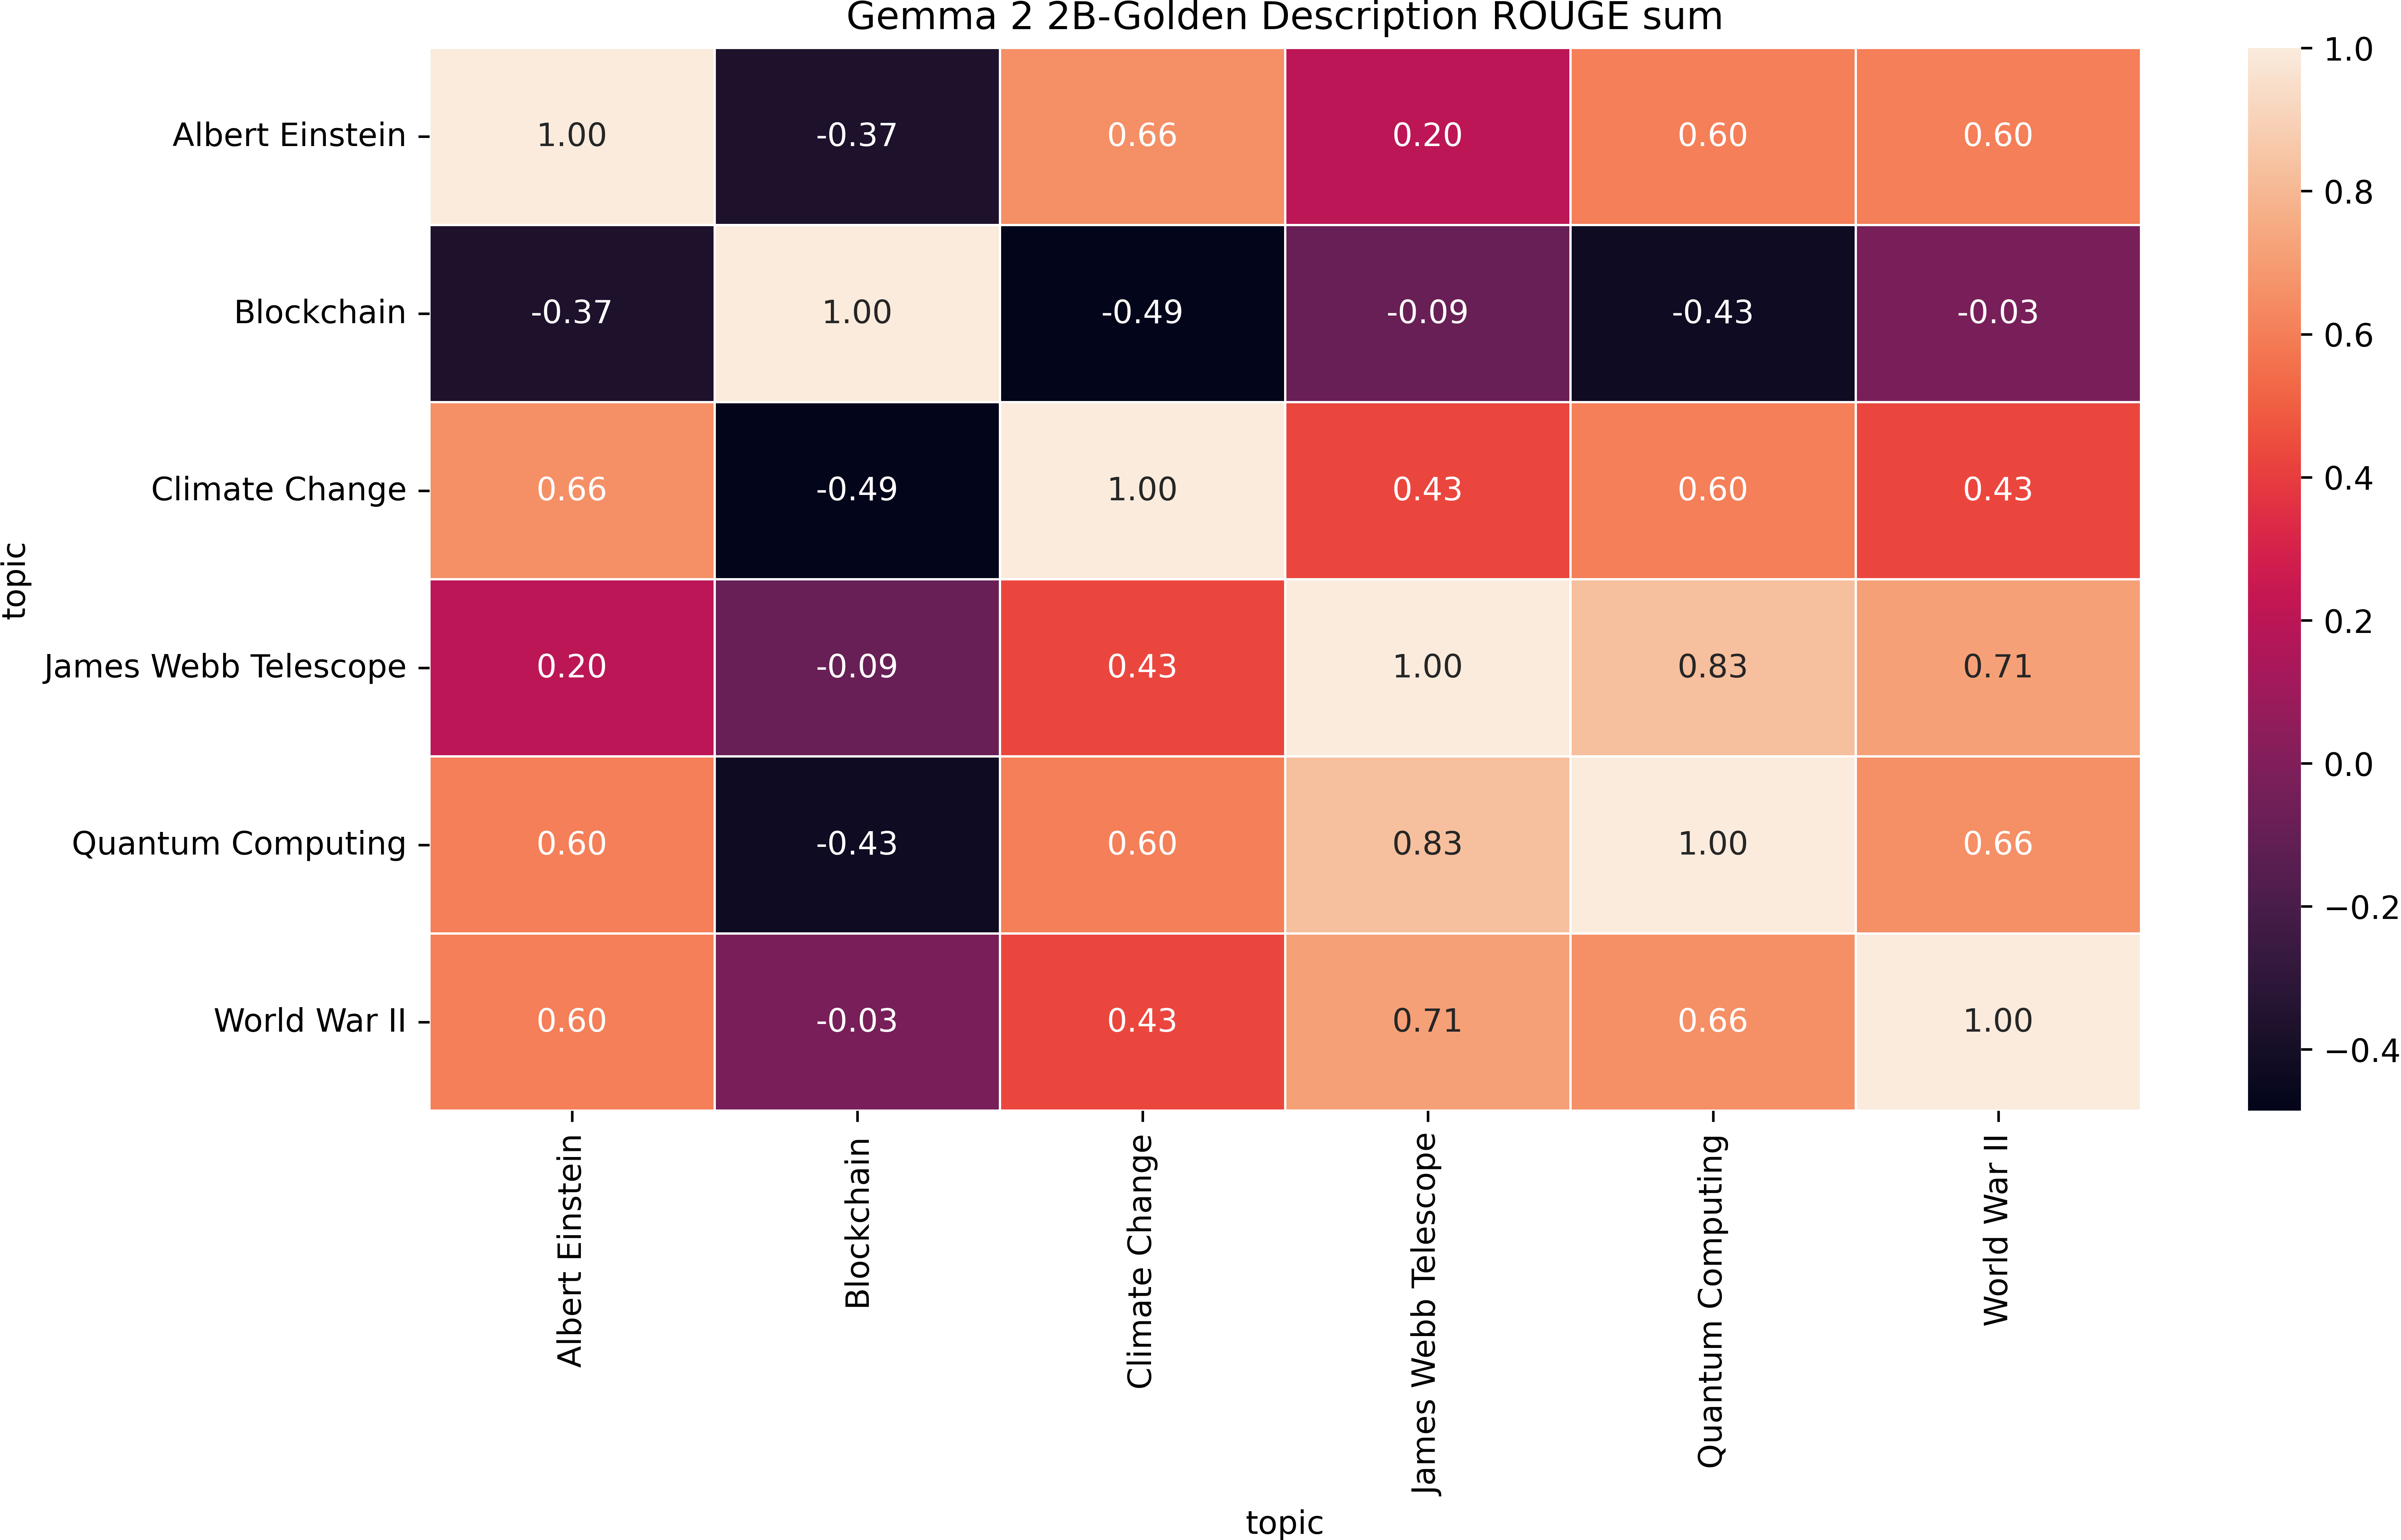 Gemma 2 2B-Golden Description ROUGE sum
Albert Einstein 1.00 -0.37 0.66 0.20 0.60 0.60
Blockchain -0.37 1.00 -0.49 -0.09 -0.43 -0.03
Climate Change 0.66 -0.49 1.00 0.43 0.60 0.43
James Webb Telescope 0.20 -0.09 0.43 1.00 0.83 0.71
Quantum Computing 0.60 -0.43 0.60 0.83 1.00 0.66
World War II 0.60 -0.03 0.43 0.71 0.66 1.00
topic
Albert Einstein
Blockchain
Climate Change
James Webb Telescope
Quantum Computing
World War II
topic
1.0
0.8
0.6
0.4
0.2
0.0
−0.2
−0.4